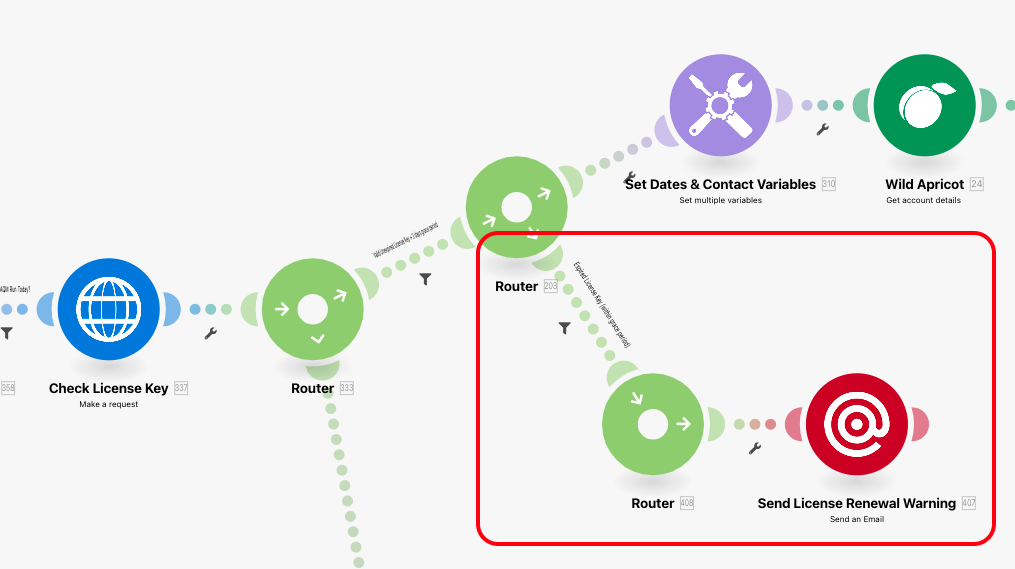 Set Dates & Contact Variables 310
Set multiple variables
Wild Apricot 24
Get account details
Valid Unexpired License Key + 3 days grace period
AQM Run Today?
Router 203
Expired License Key (within grace period)
358
Check License Key 337
Make a request
Router 333
Router 408
Send License Renewal Warning 407
Send an Email